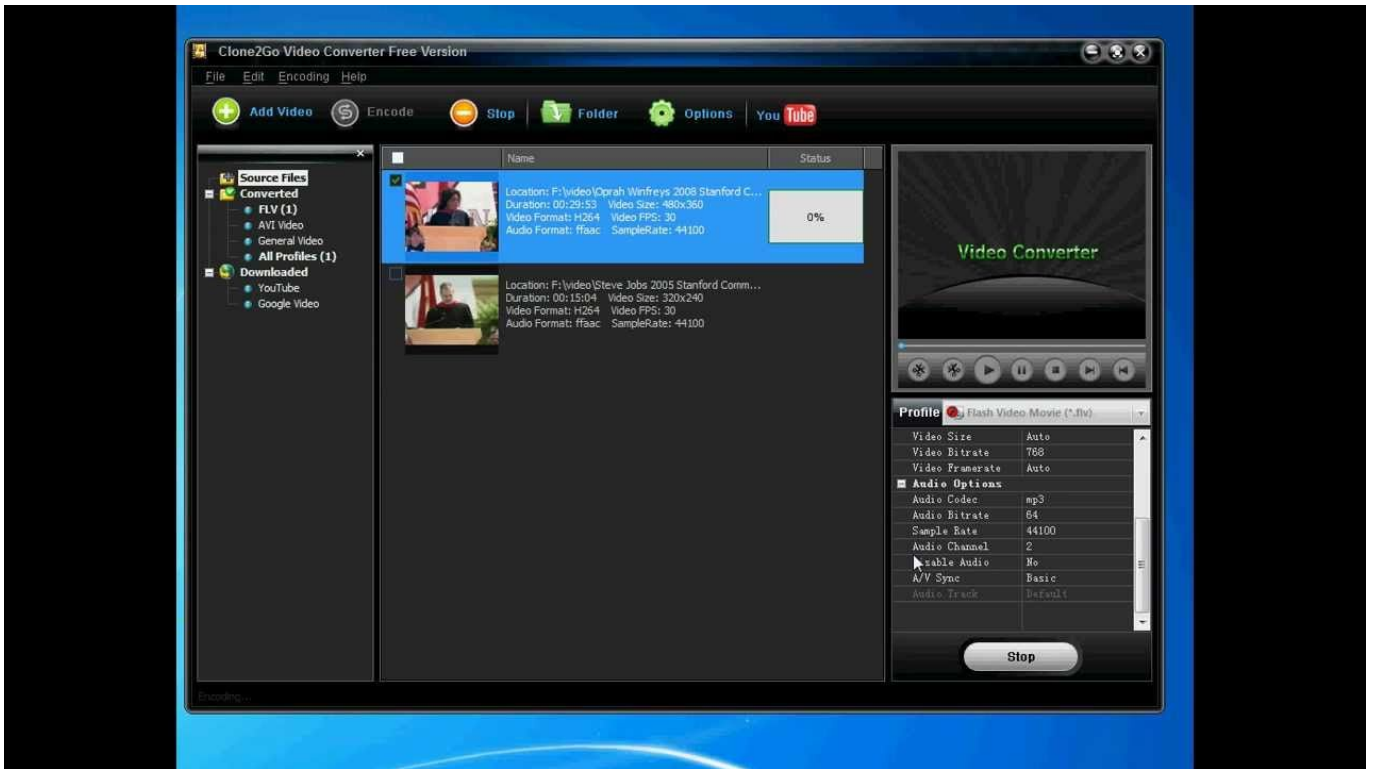 Clone2Go Video Converter Free Version
File Edit Encoding Help
Add Video Encode Stop Folder Options You Tube
Source Files
Converted
FLV (1)
AVI Video
General Video
All Profiles (1)
Downloaded
YouTube
Google Video
Name Status
Location: F:\video\Oprah Winfreys 2008 Stanford C...
Duration: 00:29:53 Video Size: 480x360
Video Format: H264 Video FPS: 30
Audio Format: ffaac SampleRate: 44100
0%
Location: F:\video\Steve Jobs 2005 Stanford Comm...
Duration: 00:15:04 Video Size: 320x240
Video Format: H264 Video FPS: 30
Audio Format: ffaac SampleRate: 44100
Video Converter
Profile Flash Video Movie (*.flv)
Video Size Auto
Video Bitrate 768
Video Framerate Auto
Audio Options
Audio Codec mp3
Audio Bitrate 64
Sample Rate 44100
Audio Channel 2
Audio No
A/V Sync Basic
Audio Track Default
Stop
Encoding...